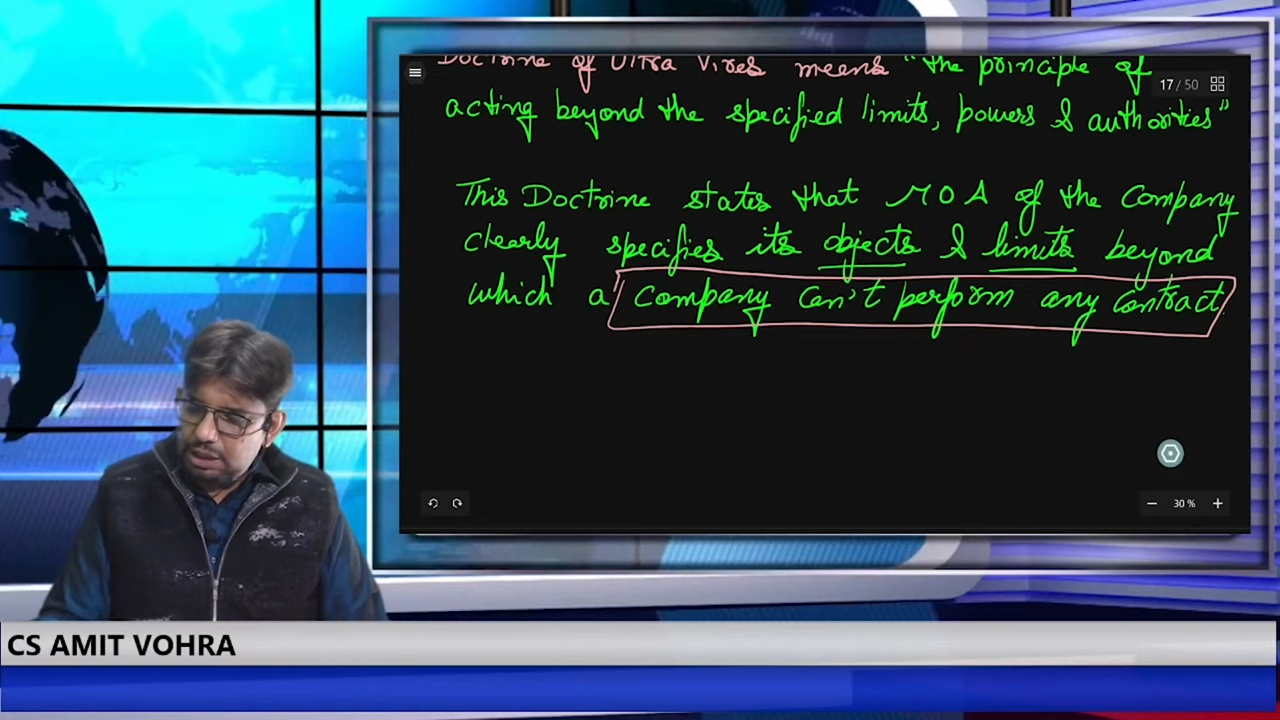 Doctrine of Ultra Vires means "the principle of
17 / 50
acting beyond the specified limits, powers & authorities"
This Doctrine states that MOA of the Company
clearly specifies its objects & limits beyond
which a Company can't perform any contract
30 %
CS AMIT VOHRA